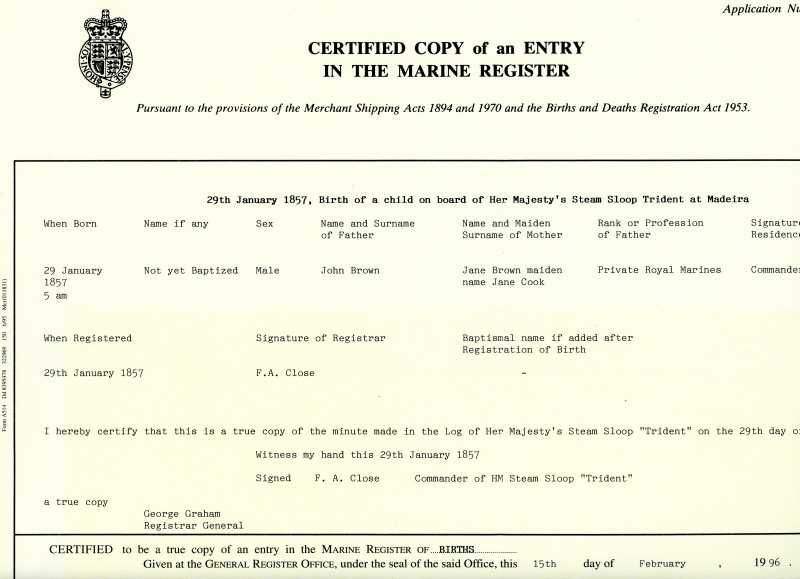 Application Nu
CERTIFIED COPY of an ENTRY
IN THE MARINE REGISTER
Pursuant to the provisions of the Merchant Shipping Acts 1894 and 1970 and the Births and Deaths Registration Act 1953.
29th January 1857, Birth of a child on board of Her Majesty's Steam Sloop Trident at Madeira
When Born Name if any Sex Name and Surname Name and Maiden Rank or Profession Signature
of Father Surname of Mother of Father Residence
29 January Not yet Baptized Male John Brown Jane Brown maiden Private Royal Marines Commander
1857 name Jane Cook
5 am
When Registered Signature of Registrar Baptismal name if added after
Registration of Birth
29th January 1857 F.A. Close -
I hereby certify that this is a true copy of the minute made in the Log of Her Majesty's Steam Sloop "Trident" on the 29th day o
Witness my hand this 29th January 1857
Signed F. A. Close Commander of HM Steam Sloop "Trident"
a true copy
George Graham
Registrar General
CERTIFIED to be a true copy of an entry in the MARINE REGISTER OF....BIRTHS....................
Given at the GENERAL REGISTER OFFICE, under the seal of the said Office, this 15th day of February , 1996 .